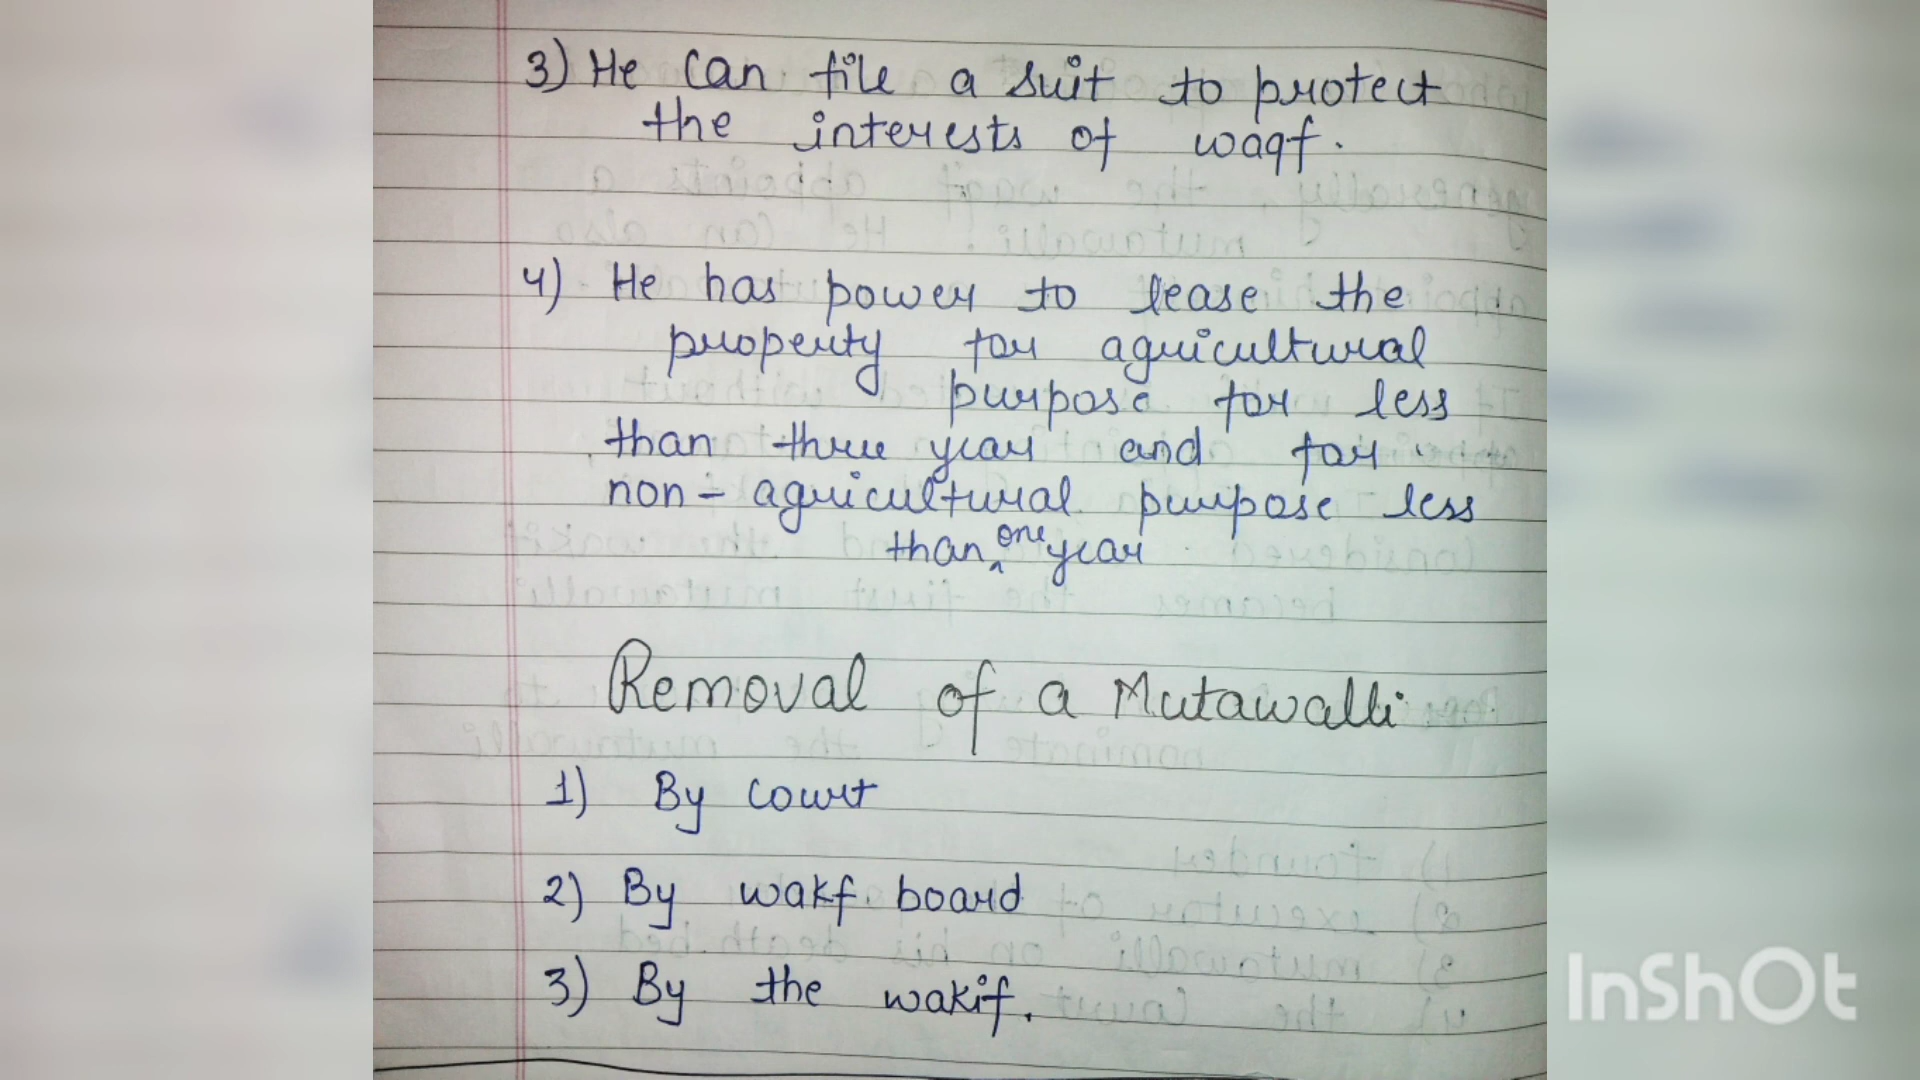 3) He can file a suit to protect
the interests of waqf.
4) He has power to lease the
property for agricultural
purpose for less
than three year and for
non-agricultural purpose less
than one year
Removal of a Mutawalli
1) By court
2) By wakf board
3) By the wakif.
InShOt